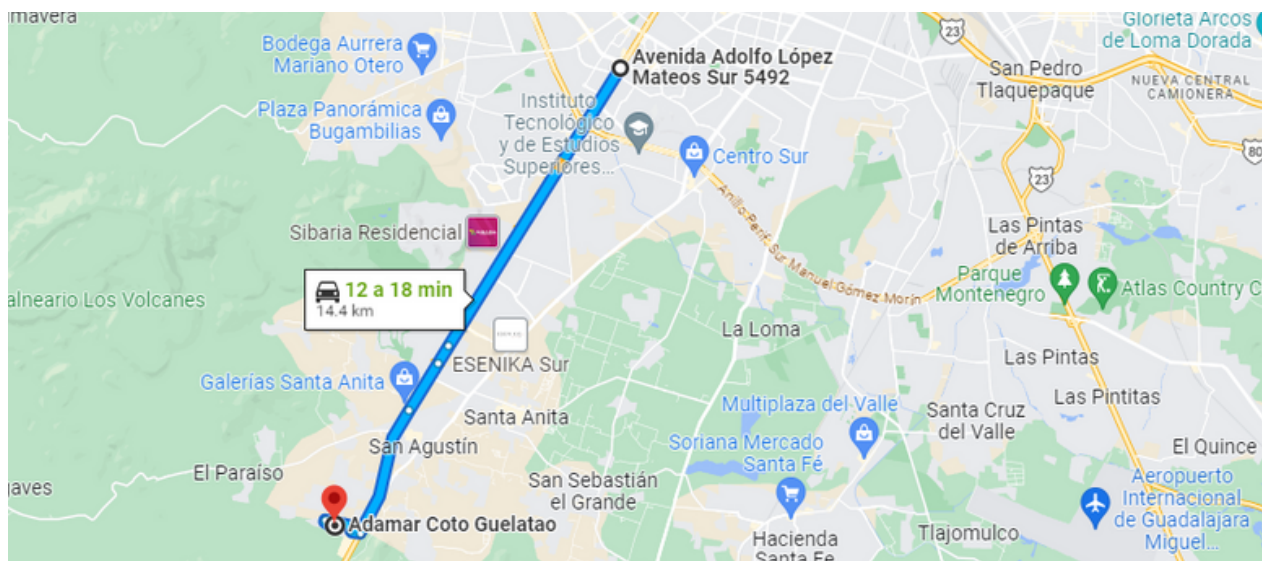 imavera
Bodega Aurrera
Mariano Otero
Plaza Panorámica
Bugambilias
Avenida Adolfo López
Mateos Sur 5492
Instituto
Tecnológico
y de Estudios
Superiores...
Centro Sur
23
San Pedro
Tlaquepaque
Glorieta Arcos
de Loma Dorada
NUEVA CENTRAL
CAMIONERA
80
23
Anillo Perif. Sur Manuel Gómez Morín
Sibaria Residencial
Las Pintas
de Arriba
Parque
Montenegro
Atlas Country C
alneario Los Volcanes
12 a 18 min
14.4 km
La Loma
ESENIKA Sur
Las Pintas
Las Pintitas
Galerías Santa Anita
Santa Anita
Multiplaza del Valle
Santa Cruz
del Valle
San Agustín
Soriana Mercado
Santa Fé
El Quince
El Paraíso
gaves
San Sebastián
el Grande
Aeropuerto
Internacional
de Guadalajara
Miguel...
Adamar Coto Guelatao
Hacienda
Santa Fe
Tlajomulco